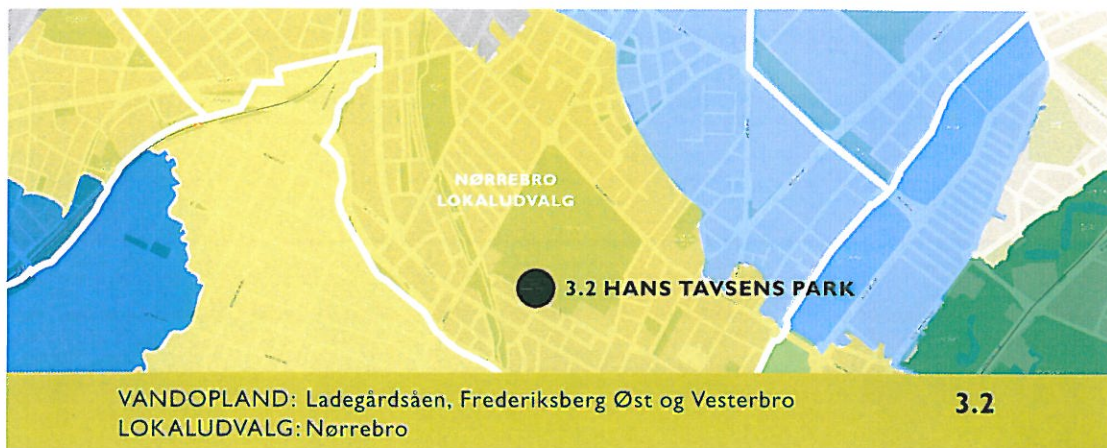 NØRREBRO
LOKALUDVALG
3.2 HANS TAVSENS PARK
VANDOPLAND: Ladegårdsåen, Frederiksberg Øst og Vesterbro
3.2
LOKALUDVALG: Nørrebro